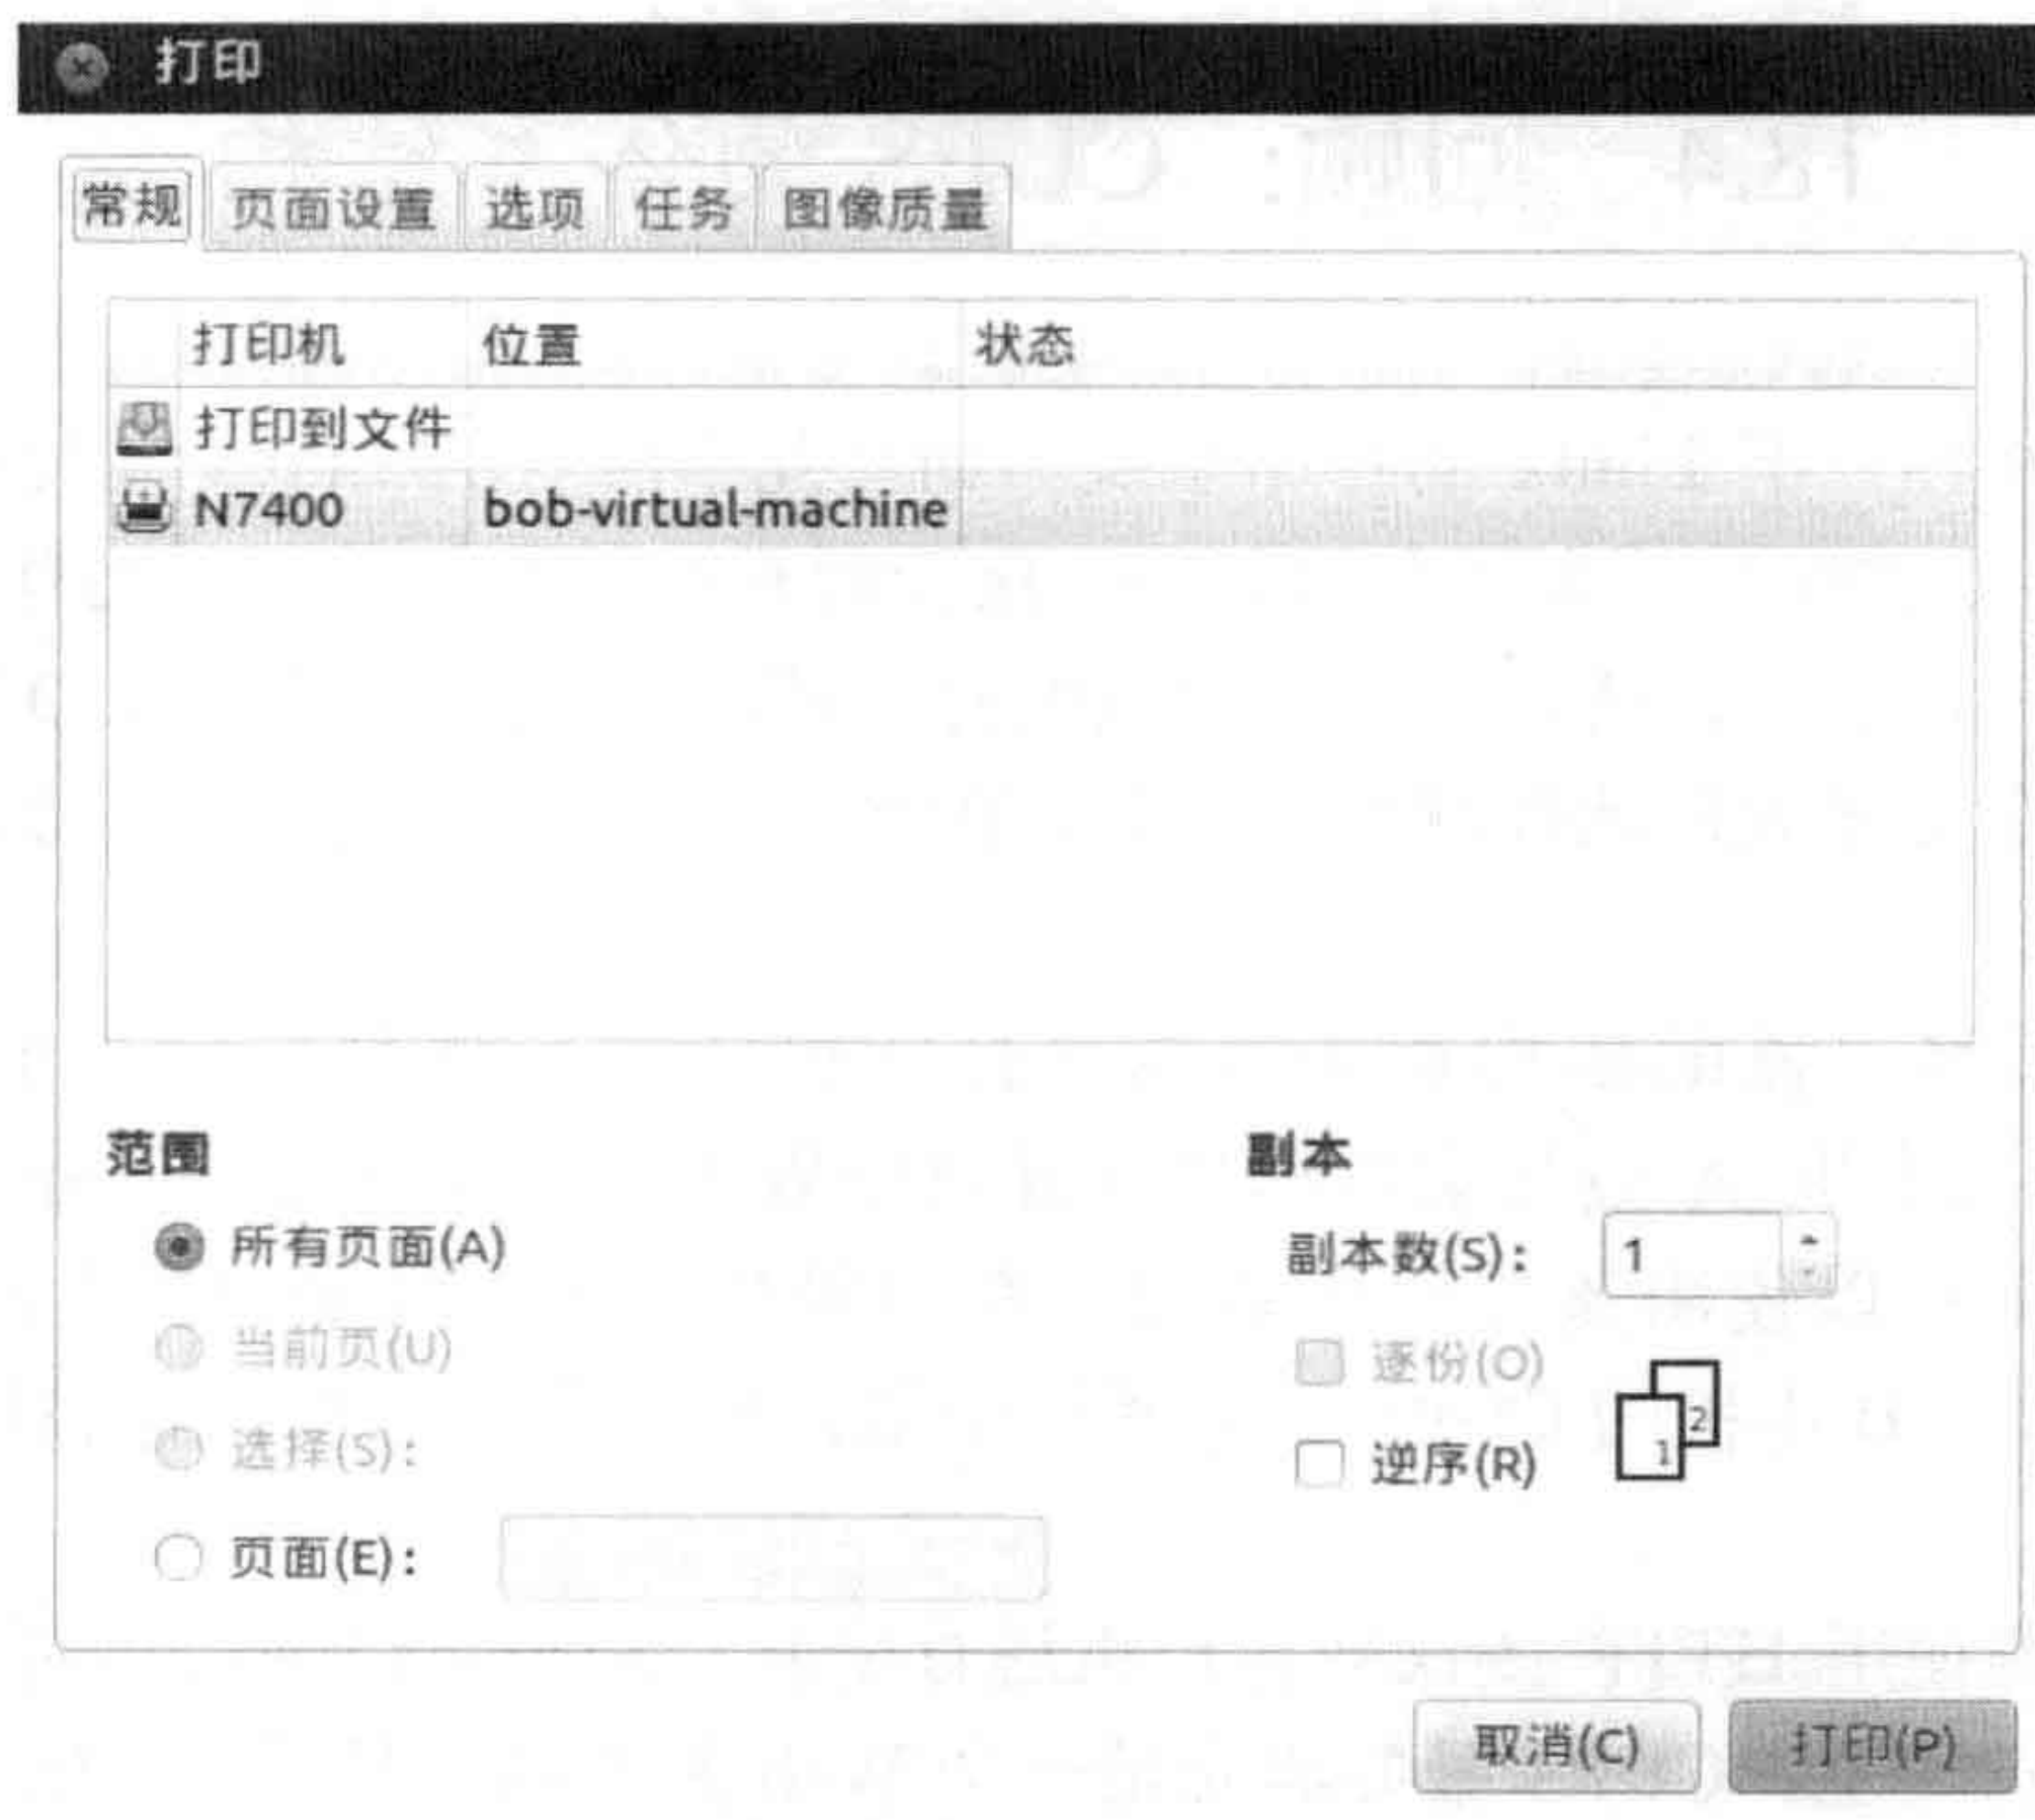 打印
常规 页面设置 选项 任务 图像质量
打印机 位置 状态
打印到文件
N7400 bob-virtual-machine
范围 副本
所有页面(A) 副本数(S): 1
当前页(U) 逐份(O)
选择(S): 逆序(R) 1 2
页面(E):
取消(C) 打印(P)